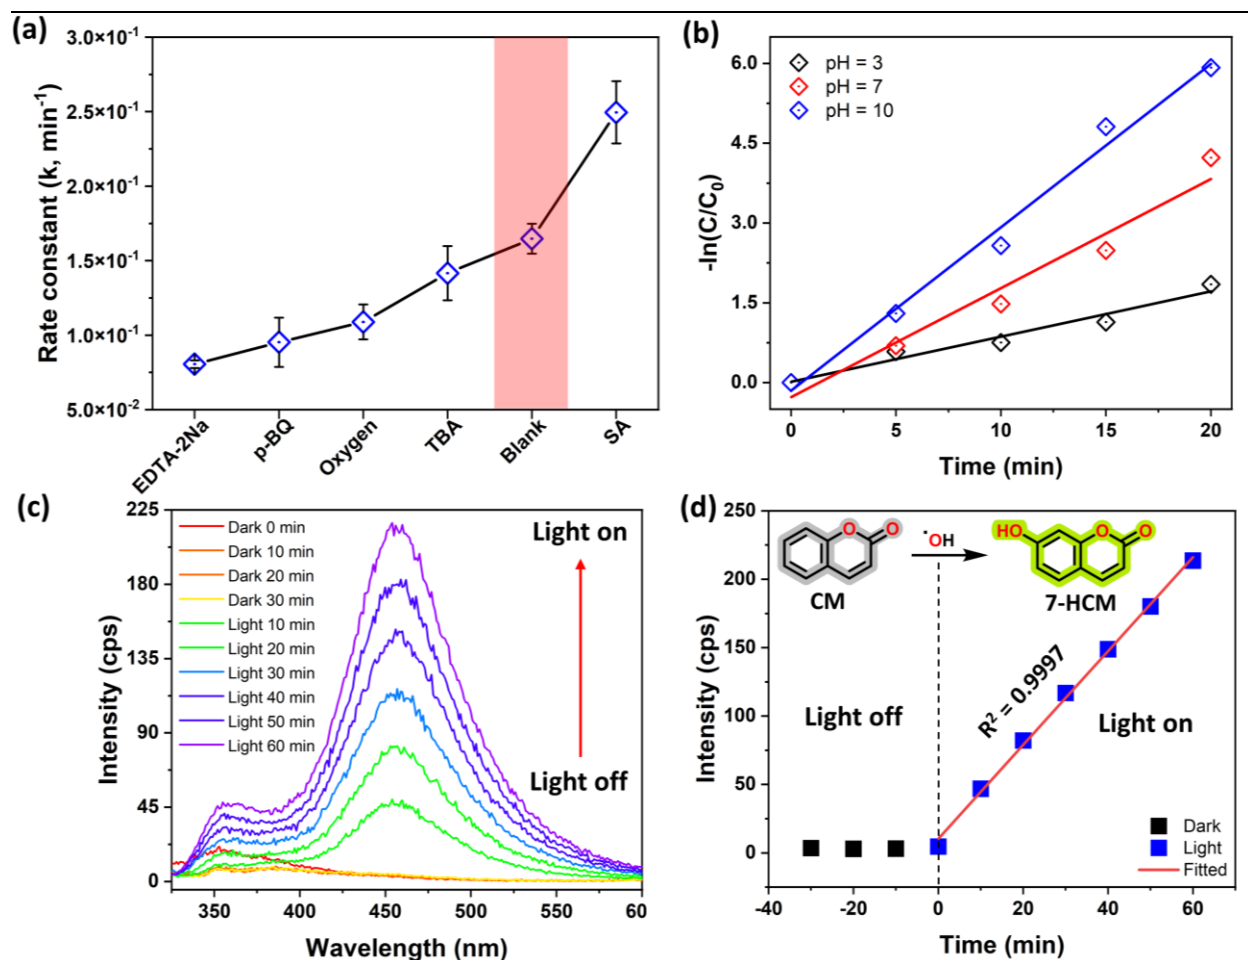 (a)
3.0×10⁻¹
2.5×10⁻¹
2.0×10⁻¹
1.5×10⁻¹
1.0×10⁻¹
5.0×10⁻²
Rate constant (k, min⁻¹)
EDTA-2Na
p-BQ
Oxygen
TBA
Blank
SA
(b)
pH = 3
pH = 7
pH = 10
6.0
4.5
3.0
1.5
0.0
-ln(C/C₀)
0 5 10 15 20
Time (min)
(c)
225
180
135
90
45
0
Intensity (cps)
Dark 0 min
Dark 10 min
Dark 20 min
Dark 30 min
Light 10 min
Light 20 min
Light 30 min
Light 40 min
Light 50 min
Light 60 min
Light on
Light off
350 400 450 500 550 60
Wavelength (nm)
(d)
250
200
150
100
50
0
Intensity (cps)
O O
CM
•OH
HO O O
7-HCM
R² = 0.9997
Light off
Light on
Dark
Light
Fitted
-40 -20 0 20 40 60
Time (min)